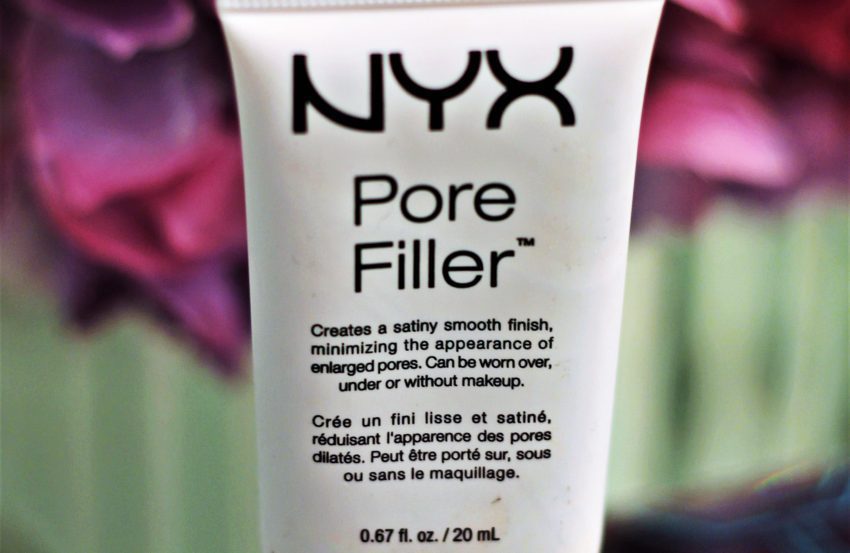 NYX
Pore
Filler™
Creates a satiny smooth finish,
minimizing the appearance of
enlarged pores. Can be worn over,
under or without makeup.
Crée un fini lisse et satiné,
réduisant l'apparence des pores
dilatés. Peut être porté sur, sous
ou sans le maquillage.
0.67 fl. oz. / 20 mL